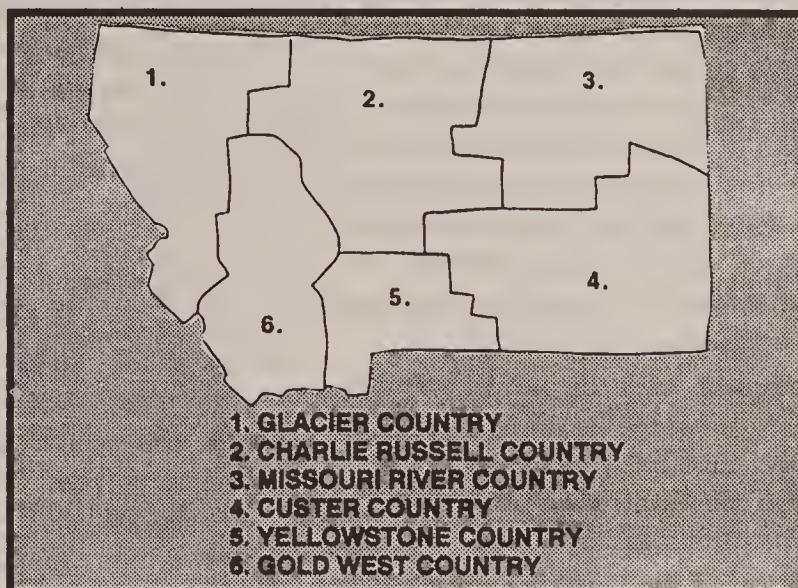 1.
2.
3.
4.
5.
6.
1. GLACIER COUNTRY
2. CHARLIE RUSSELL COUNTRY
3. MISSOURI RIVER COUNTRY
4. CUSTER COUNTRY
5. YELLOWSTONE COUNTRY
6. GOLD WEST COUNTRY